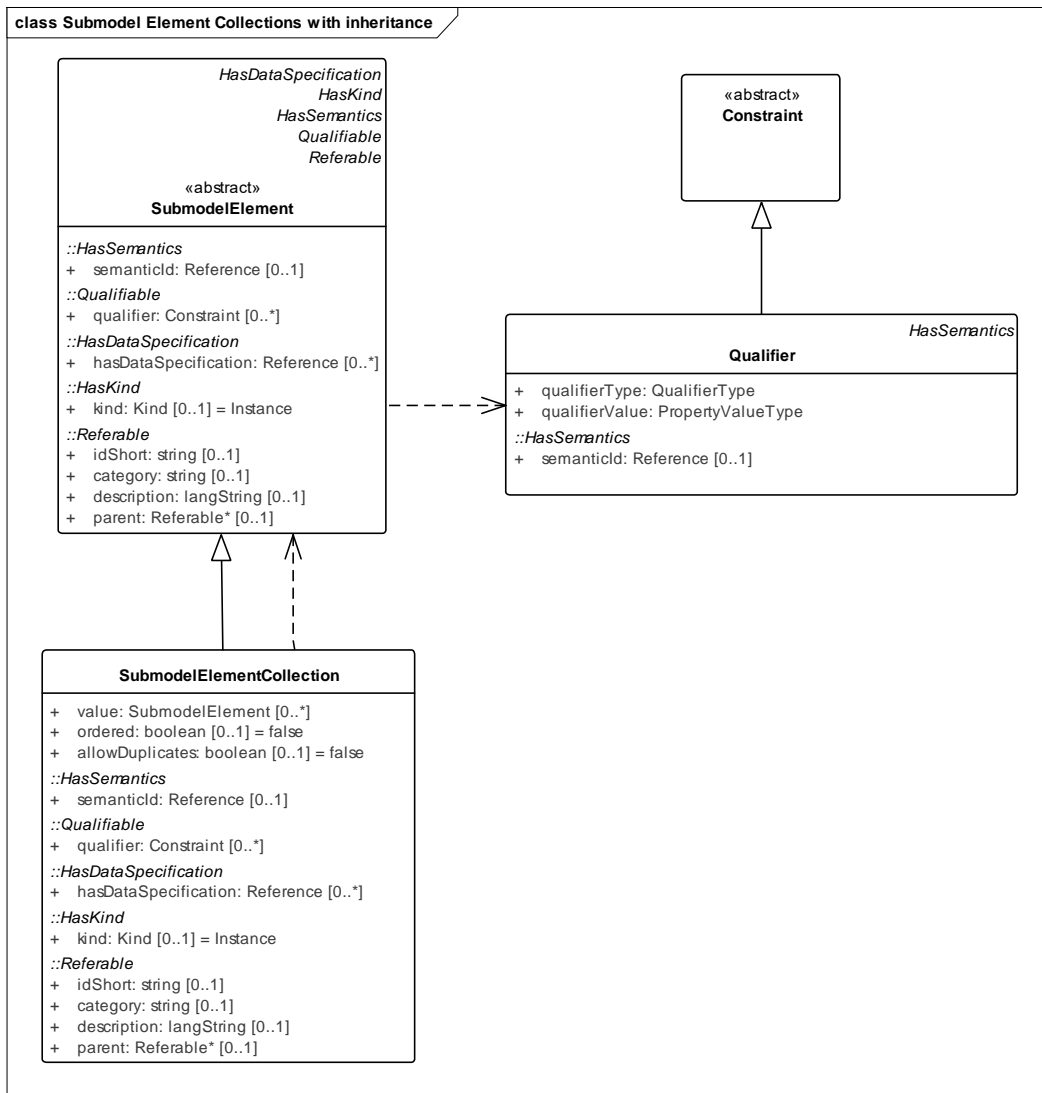 class Submodel Element Collections with inheritance
HasDataSpecification
HasKind
HasSemantics
Qualifiable
Referable
«abstract»
SubmodelElement
::HasSemantics
+ semanticId: Reference [0..1]
::Qualifiable
+ qualifier: Constraint [0..*]
::HasDataSpecification
+ hasDataSpecification: Reference [0..*]
::HasKind
+ kind: Kind [0..1] = Instance
::Referable
+ idShort: string [0..1]
+ category: string [0..1]
+ description: langString [0..1]
+ parent: Referable* [0..1]
«abstract»
Constraint
HasSemantics
Qualifier
+ qualifierType: QualifierType
+ qualifierValue: PropertyValueType
::HasSemantics
+ semanticId: Reference [0..1]
SubmodelElementCollection
+ value: SubmodelElement [0..*]
+ ordered: boolean [0..1] = false
+ allowDuplicates: boolean [0..1] = false
::HasSemantics
+ semanticId: Reference [0..1]
::Qualifiable
+ qualifier: Constraint [0..*]
::HasDataSpecification
+ hasDataSpecification: Reference [0..*]
::HasKind
+ kind: Kind [0..1] = Instance
::Referable
+ idShort: string [0..1]
+ category: string [0..1]
+ description: langString [0..1]
+ parent: Referable* [0..1]